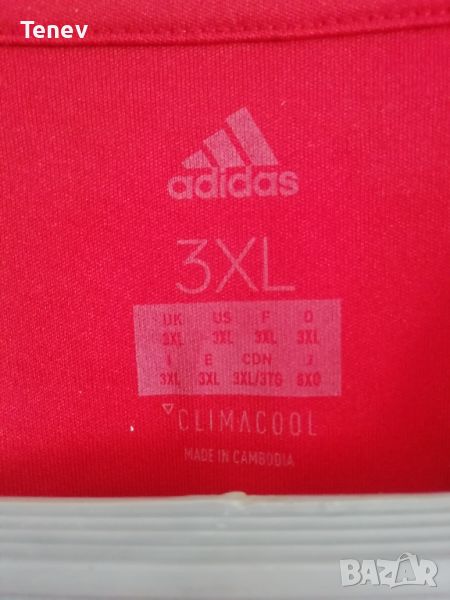 Tenev
adidas
3XL
UK US F D
3XL 3XL 3XL 3XL
I E CDN J
3XL 3XL 3XL/3TG 8XO
CLIMACOOL
MADE IN CAMBODIA
BAZAR